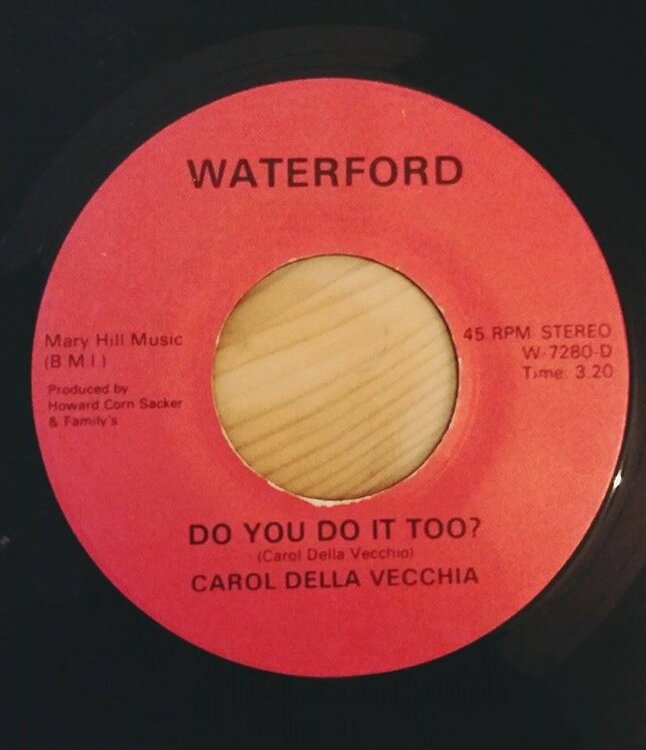 WATERFORD
Mary Hill Music
(B.M.I.)
Produced by
Howard Corn Sacker
& Family's
45 RPM STEREO
W-7280-D
Time: 3.20
DO YOU DO IT TOO?
(Carol Della Vecchio)
CAROL DELLA VECCHIA